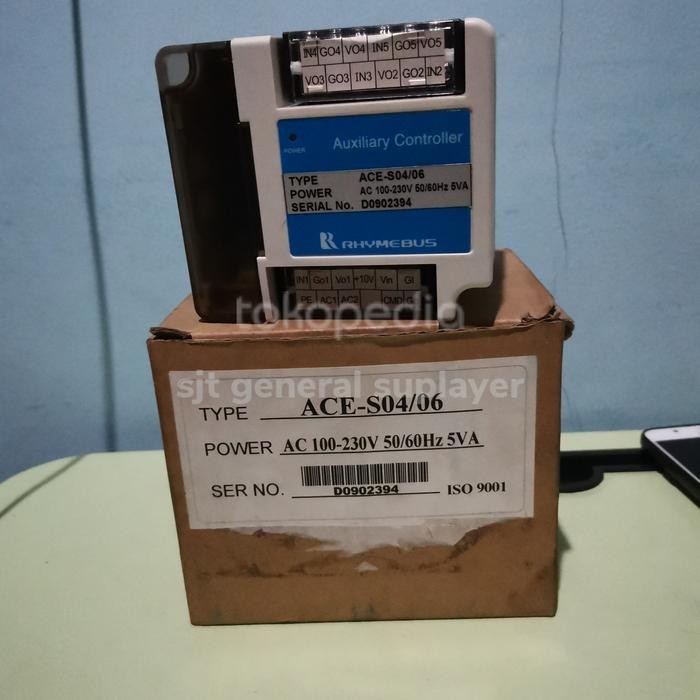 IN4 GO4 VO4 IN5 GO5 VO5
VO3 GO3 IN3 VO2 GO2 IN2
POWER
Auxiliary Controller
TYPE ACE-S04/06
POWER AC 100-230V 50/60Hz 5VA
SERIAL No. D0902394
RHYMEBUS
IN1 Go1 Vo1 +10V Vin GI
PE AC1 AC2 CMD
tokopedia
sjt general suplayer
TYPE ACE-S04/06
POWER AC 100-230V 50/60Hz 5VA
SER NO. D0902394 ISO 9001